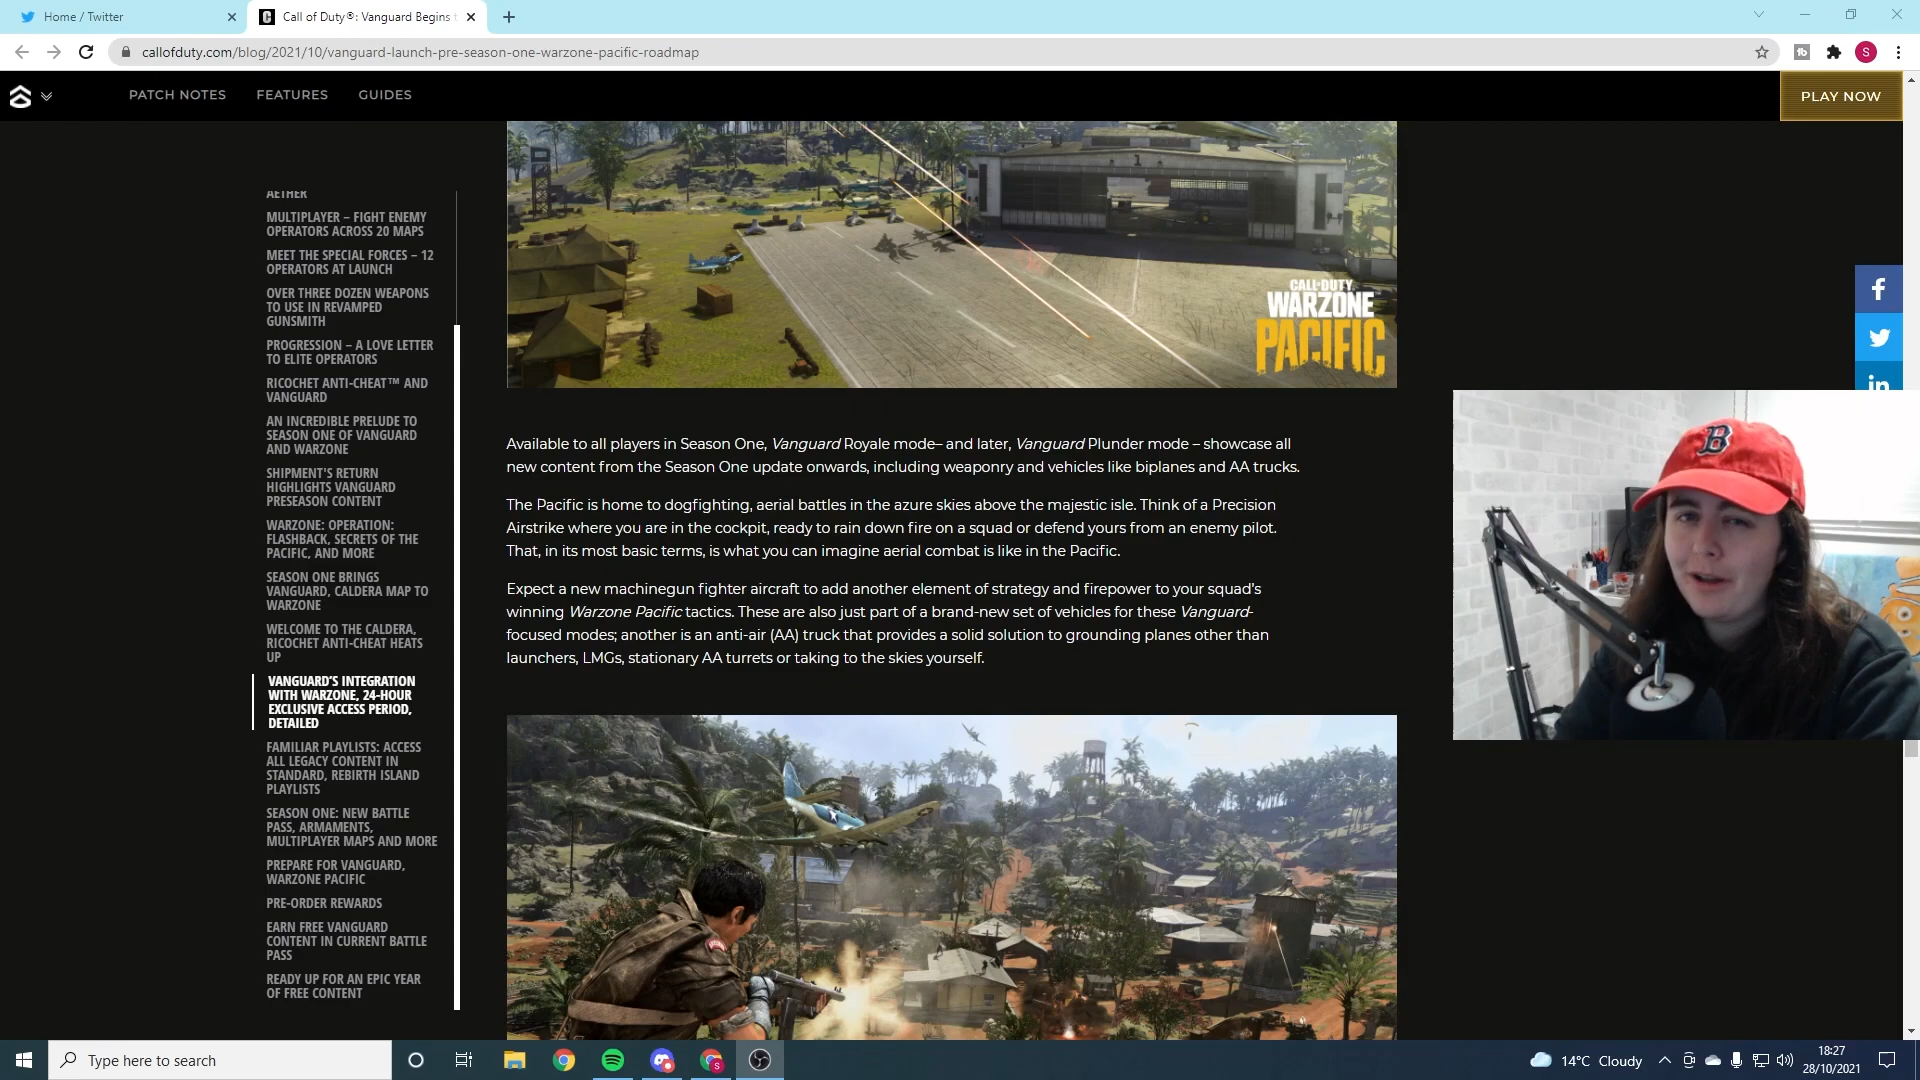 Home / Twitter
Call of Duty®: Vanguard Begins t
callofduty.com/blog/2021/10/vanguard-launch-pre-season-one-warzone-pacific-roadmap
S
PATCH NOTES
FEATURES
GUIDES
PLAY NOW
AETHER
MULTIPLAYER – FIGHT ENEMY
OPERATORS ACROSS 20 MAPS
MEET THE SPECIAL FORCES – 12
OPERATORS AT LAUNCH
OVER THREE DOZEN WEAPONS
TO USE IN REVAMPED
GUNSMITH
PROGRESSION – A LOVE LETTER
TO ELITE OPERATORS
RICOCHET ANTI-CHEAT™ AND
VANGUARD
AN INCREDIBLE PRELUDE TO
SEASON ONE OF VANGUARD
AND WARZONE
SHIPMENT'S RETURN
HIGHLIGHTS VANGUARD
PRESEASON CONTENT
WARZONE: OPERATION:
FLASHBACK, SECRETS OF THE
PACIFIC, AND MORE
SEASON ONE BRINGS
VANGUARD, CALDERA MAP TO
WARZONE
WELCOME TO THE CALDERA,
RICOCHET ANTI-CHEAT HEATS
UP
VANGUARD'S INTEGRATION
WITH WARZONE, 24-HOUR
EXCLUSIVE ACCESS PERIOD,
DETAILED
FAMILIAR PLAYLISTS: ACCESS
ALL LEGACY CONTENT IN
STANDARD, REBIRTH ISLAND
PLAYLISTS
SEASON ONE: NEW BATTLE
PASS, ARMAMENTS,
MULTIPLAYER MAPS AND MORE
PREPARE FOR VANGUARD,
WARZONE PACIFIC
PRE-ORDER REWARDS
EARN FREE VANGUARD
CONTENT IN CURRENT BATTLE
PASS
READY UP FOR AN EPIC YEAR
OF FREE CONTENT
1
CALL·DUTY
WARZONE
PACIFIC
Available to all players in Season One, Vanguard Royale mode– and later, Vanguard Plunder mode – showcase all
new content from the Season One update onwards, including weaponry and vehicles like biplanes and AA trucks.
The Pacific is home to dogfighting, aerial battles in the azure skies above the majestic isle. Think of a Precision
Airstrike where you are in the cockpit, ready to rain down fire on a squad or defend yours from an enemy pilot.
That, in its most basic terms, is what you can imagine aerial combat is like in the Pacific.
Expect a new machinegun fighter aircraft to add another element of strategy and firepower to your squad's
winning Warzone Pacific tactics. These are also just part of a brand-new set of vehicles for these Vanguard-
focused modes; another is an anti-air (AA) truck that provides a solid solution to grounding planes other than
launchers, LMGs, stationary AA turrets or taking to the skies yourself.
f
in
B
Type here to search
S
14°C Cloudy
18:27
28/10/2021